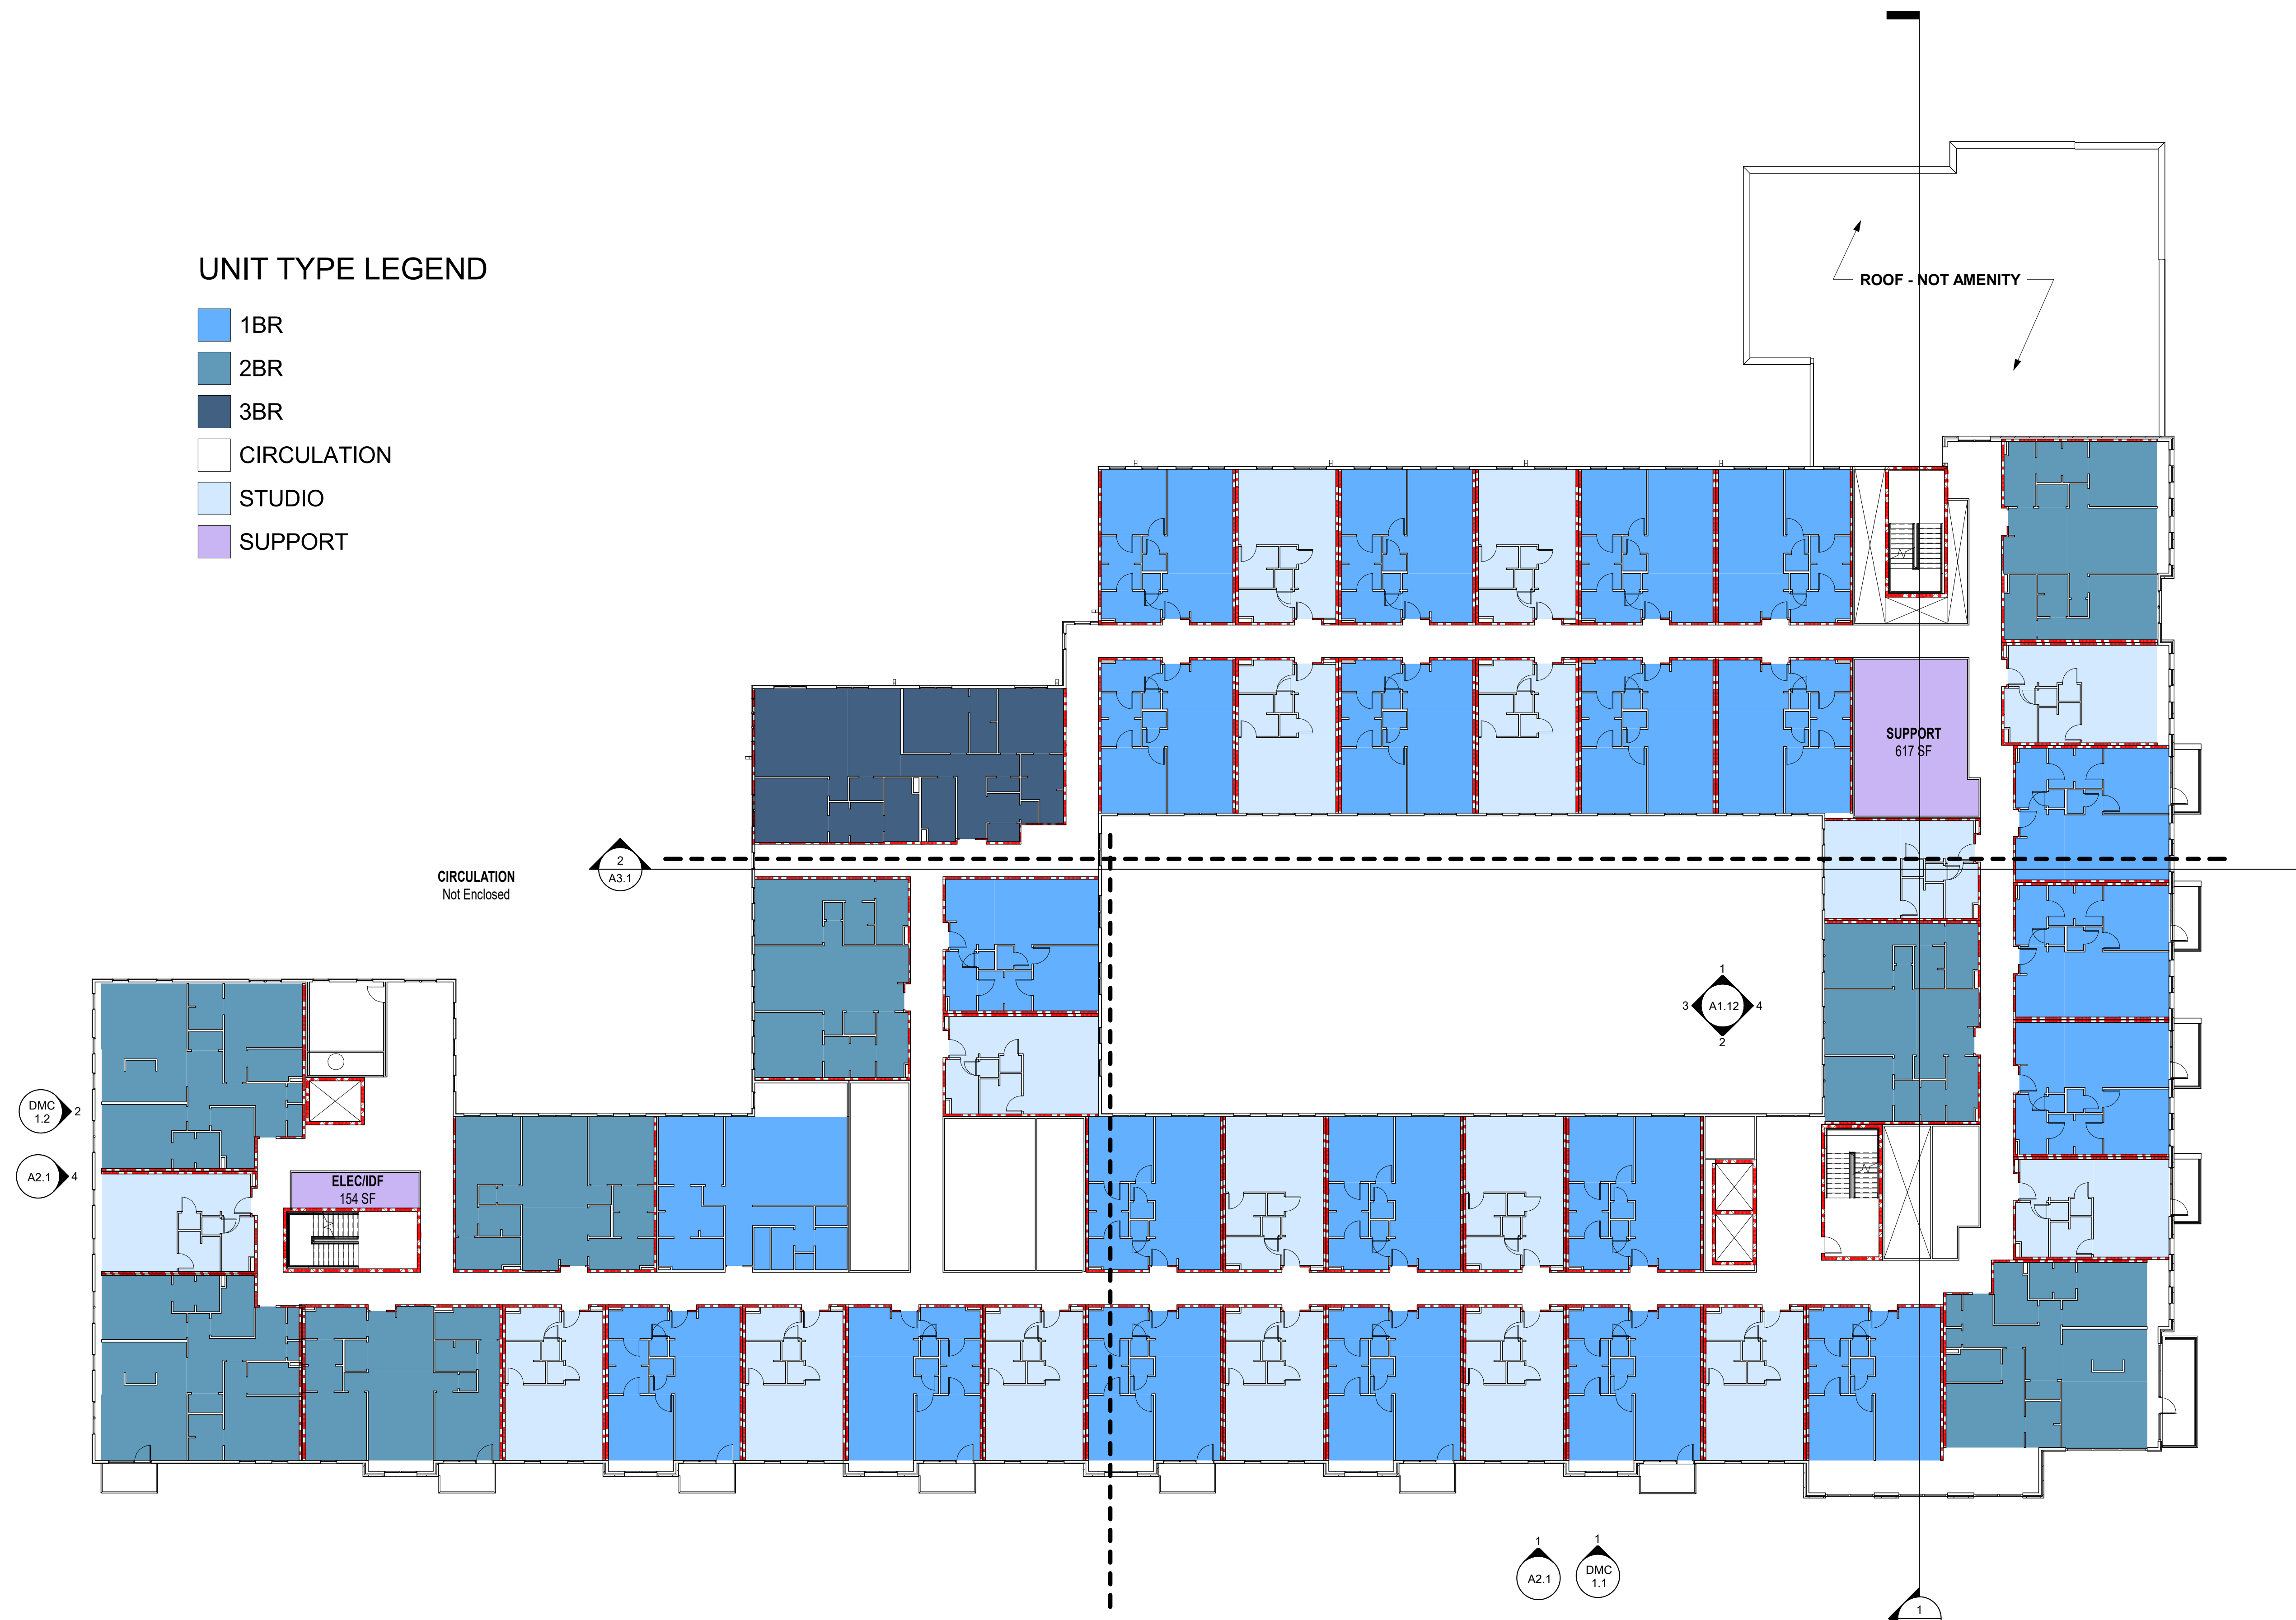 UNIT TYPE LEGEND
1BR
2BR
3BR
CIRCULATION
STUDIO
SUPPORT
ROOF - NOT AMENITY
SUPPORT
617 SF
2
A3.1
CIRCULATION
Not Enclosed
1
3
A1.12
4
2
DMC
1.2
2
A2.1
4
ELEC/IDF
154 SF
1
A2.1
1
DMC
1.1
1